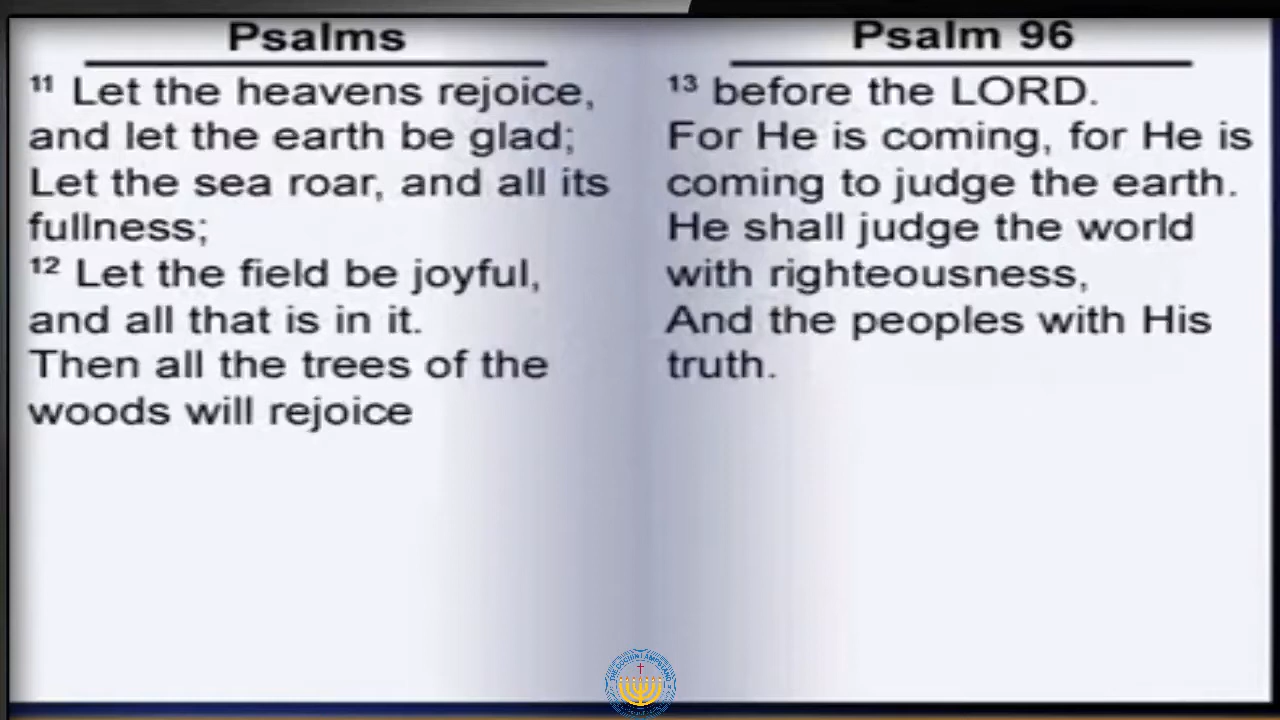 Psalms
11 Let the heavens rejoice,
and let the earth be glad;
Let the sea roar, and all its
fullness;
12 Let the field be joyful,
and all that is in it.
Then all the trees of the
woods will rejoice
Psalm 96
13 before the LORD.
For He is coming, for He is
coming to judge the earth.
He shall judge the world
with righteousness,
And the peoples with His
truth.